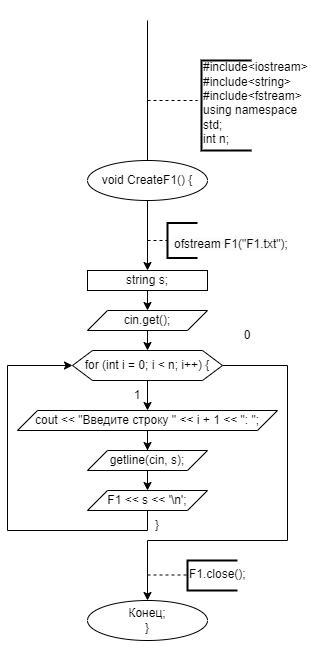 #include<iostream>
#include<string>
#include<fstream>
using namespace
std;
int n;
void CreateF1() {
ofstream F1("F1.txt");
string s;
cin.get();
0
for (int i = 0; i < n; i++) {
1
cout << "Введите строку " << i + 1 << ": ";
getline(cin, s);
F1 << s << '\n';
}
F1.close();
Конец;
}